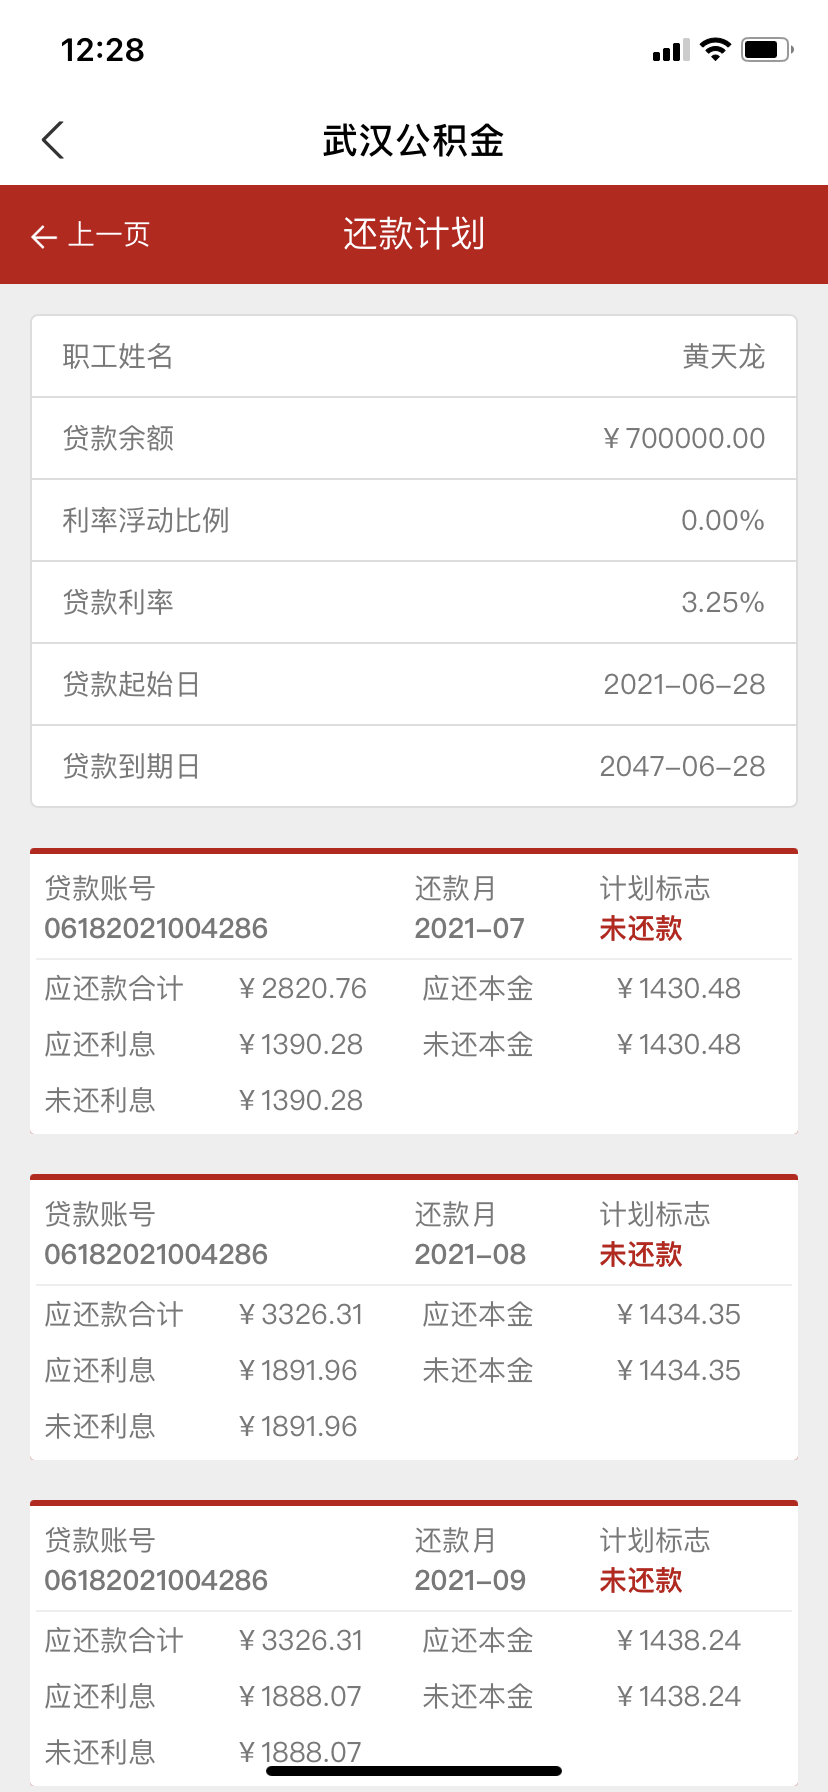 12:28
武汉公积金
上一页 还款计划
职工姓名 黄天龙
贷款余额 ¥700000.00
利率浮动比例 0.00%
贷款利率 3.25%
贷款起始日 2021-06-28
贷款到期日 2047-06-28
贷款账号 还款月 计划标志
06182021004286 2021-07 未还款
应还款合计 ¥2820.76 应还本金 ¥1430.48
应还利息 ¥1390.28 未还本金 ¥1430.48
未还利息 ¥1390.28
贷款账号 还款月 计划标志
06182021004286 2021-08 未还款
应还款合计 ¥3326.31 应还本金 ¥1434.35
应还利息 ¥1891.96 未还本金 ¥1434.35
未还利息 ¥1891.96
贷款账号 还款月 计划标志
06182021004286 2021-09 未还款
应还款合计 ¥3326.31 应还本金 ¥1438.24
应还利息 ¥1888.07 未还本金 ¥1438.24
未还利息 ¥1888.07